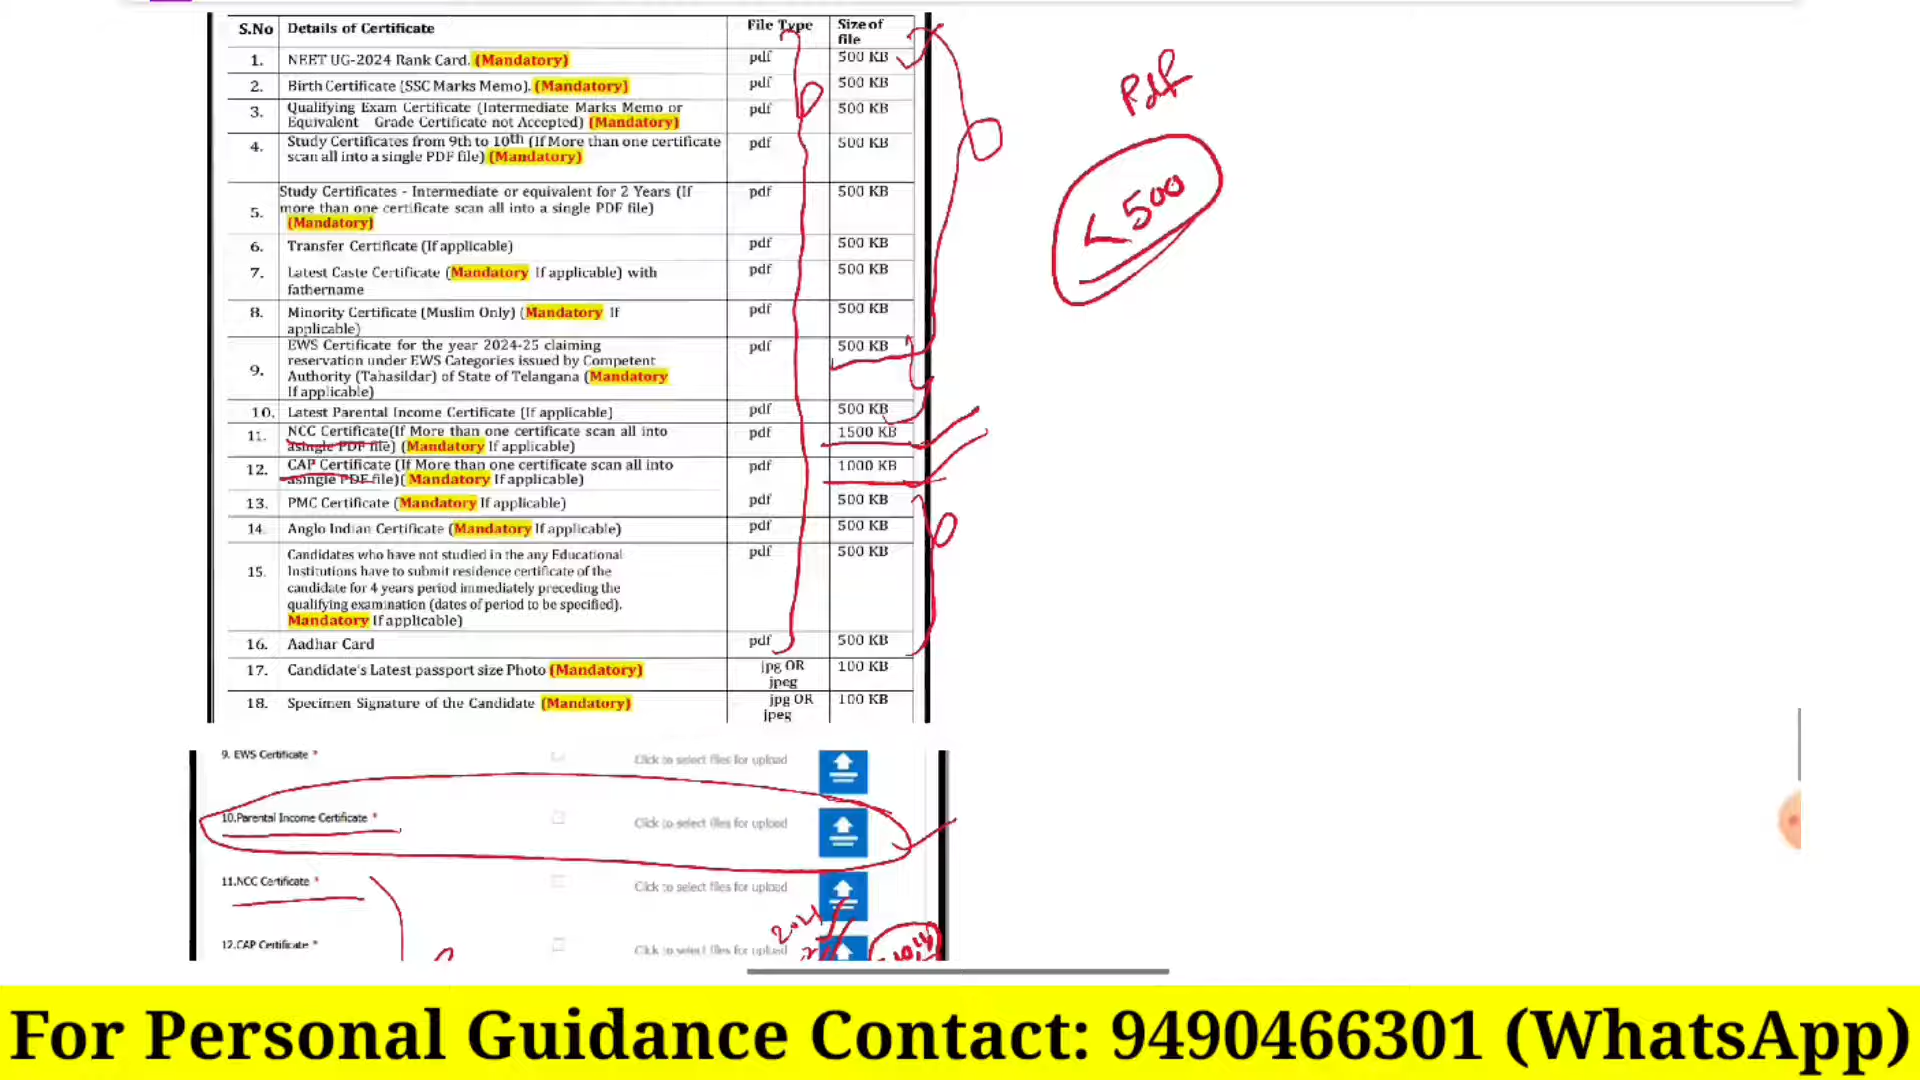 S.No Details of Certificate File Type Size of file
1. NEET UG-2024 Rank Card. (Mandatory) pdf 500 KB
2. Birth Certificate (SSC Marks Memo). (Mandatory) pdf 500 KB
3. Qualifying Exam Certificate (Intermediate Marks Memo or pdf 500 KB
Equivalent Grade Certificate not Accepted) (Mandatory)
4. Study Certificates from 9th to 10th (If More than one certificate pdf 500 KB
scan all into a single PDF file) (Mandatory)
5. Study Certificates - Intermediate or equivalent for 2 Years (If pdf 500 KB
more than one certificate scan all into a single PDF file)
(Mandatory)
6. Transfer Certificate (If applicable) pdf 500 KB
7. Latest Caste Certificate (Mandatory If applicable) with pdf 500 KB
fathername
8. Minority Certificate (Muslim Only) (Mandatory If pdf 500 KB
applicable)
9. EWS Certificate for the year 2024-25 claiming pdf 500 KB
reservation under EWS Categories issued by Competent
Authority (Tahasildar) of State of Telangana (Mandatory
If applicable)
10. Latest Parental Income Certificate (If applicable) pdf 500 KB
11. NCC Certificate(If More than one certificate scan all into pdf 1500 KB
asingle PDF file) (Mandatory If applicable)
12. CAP Certificate (If More than one certificate scan all into pdf 1000 KB
asingle PDF file)( Mandatory If applicable)
13. PMC Certificate (Mandatory If applicable) pdf 500 KB
14. Anglo Indian Certificate (Mandatory If applicable) pdf 500 KB
15. Candidates who have not studied in the any Educational pdf 500 KB
Institutions have to submit residence certificate of the
candidate for 4 years period immediately preceding the
qualifying examination (dates of period to be specified).
Mandatory If applicable)
16. Aadhar Card pdf 500 KB
17. Candidate's Latest passport size Photo (Mandatory) jpg OR jpeg 100 KB
18. Specimen Signature of the Candidate (Mandatory) jpg OR jpeg 100 KB
Pdf
< 500
9. EWS Certificate * Click to select files for upload
10.Parental Income Certificate * Click to select files for upload
11.NCC Certificate * Click to select files for upload
12.CAP Certificate * Click to select files for upload
For Personal Guidance Contact: 9490466301 (WhatsApp)